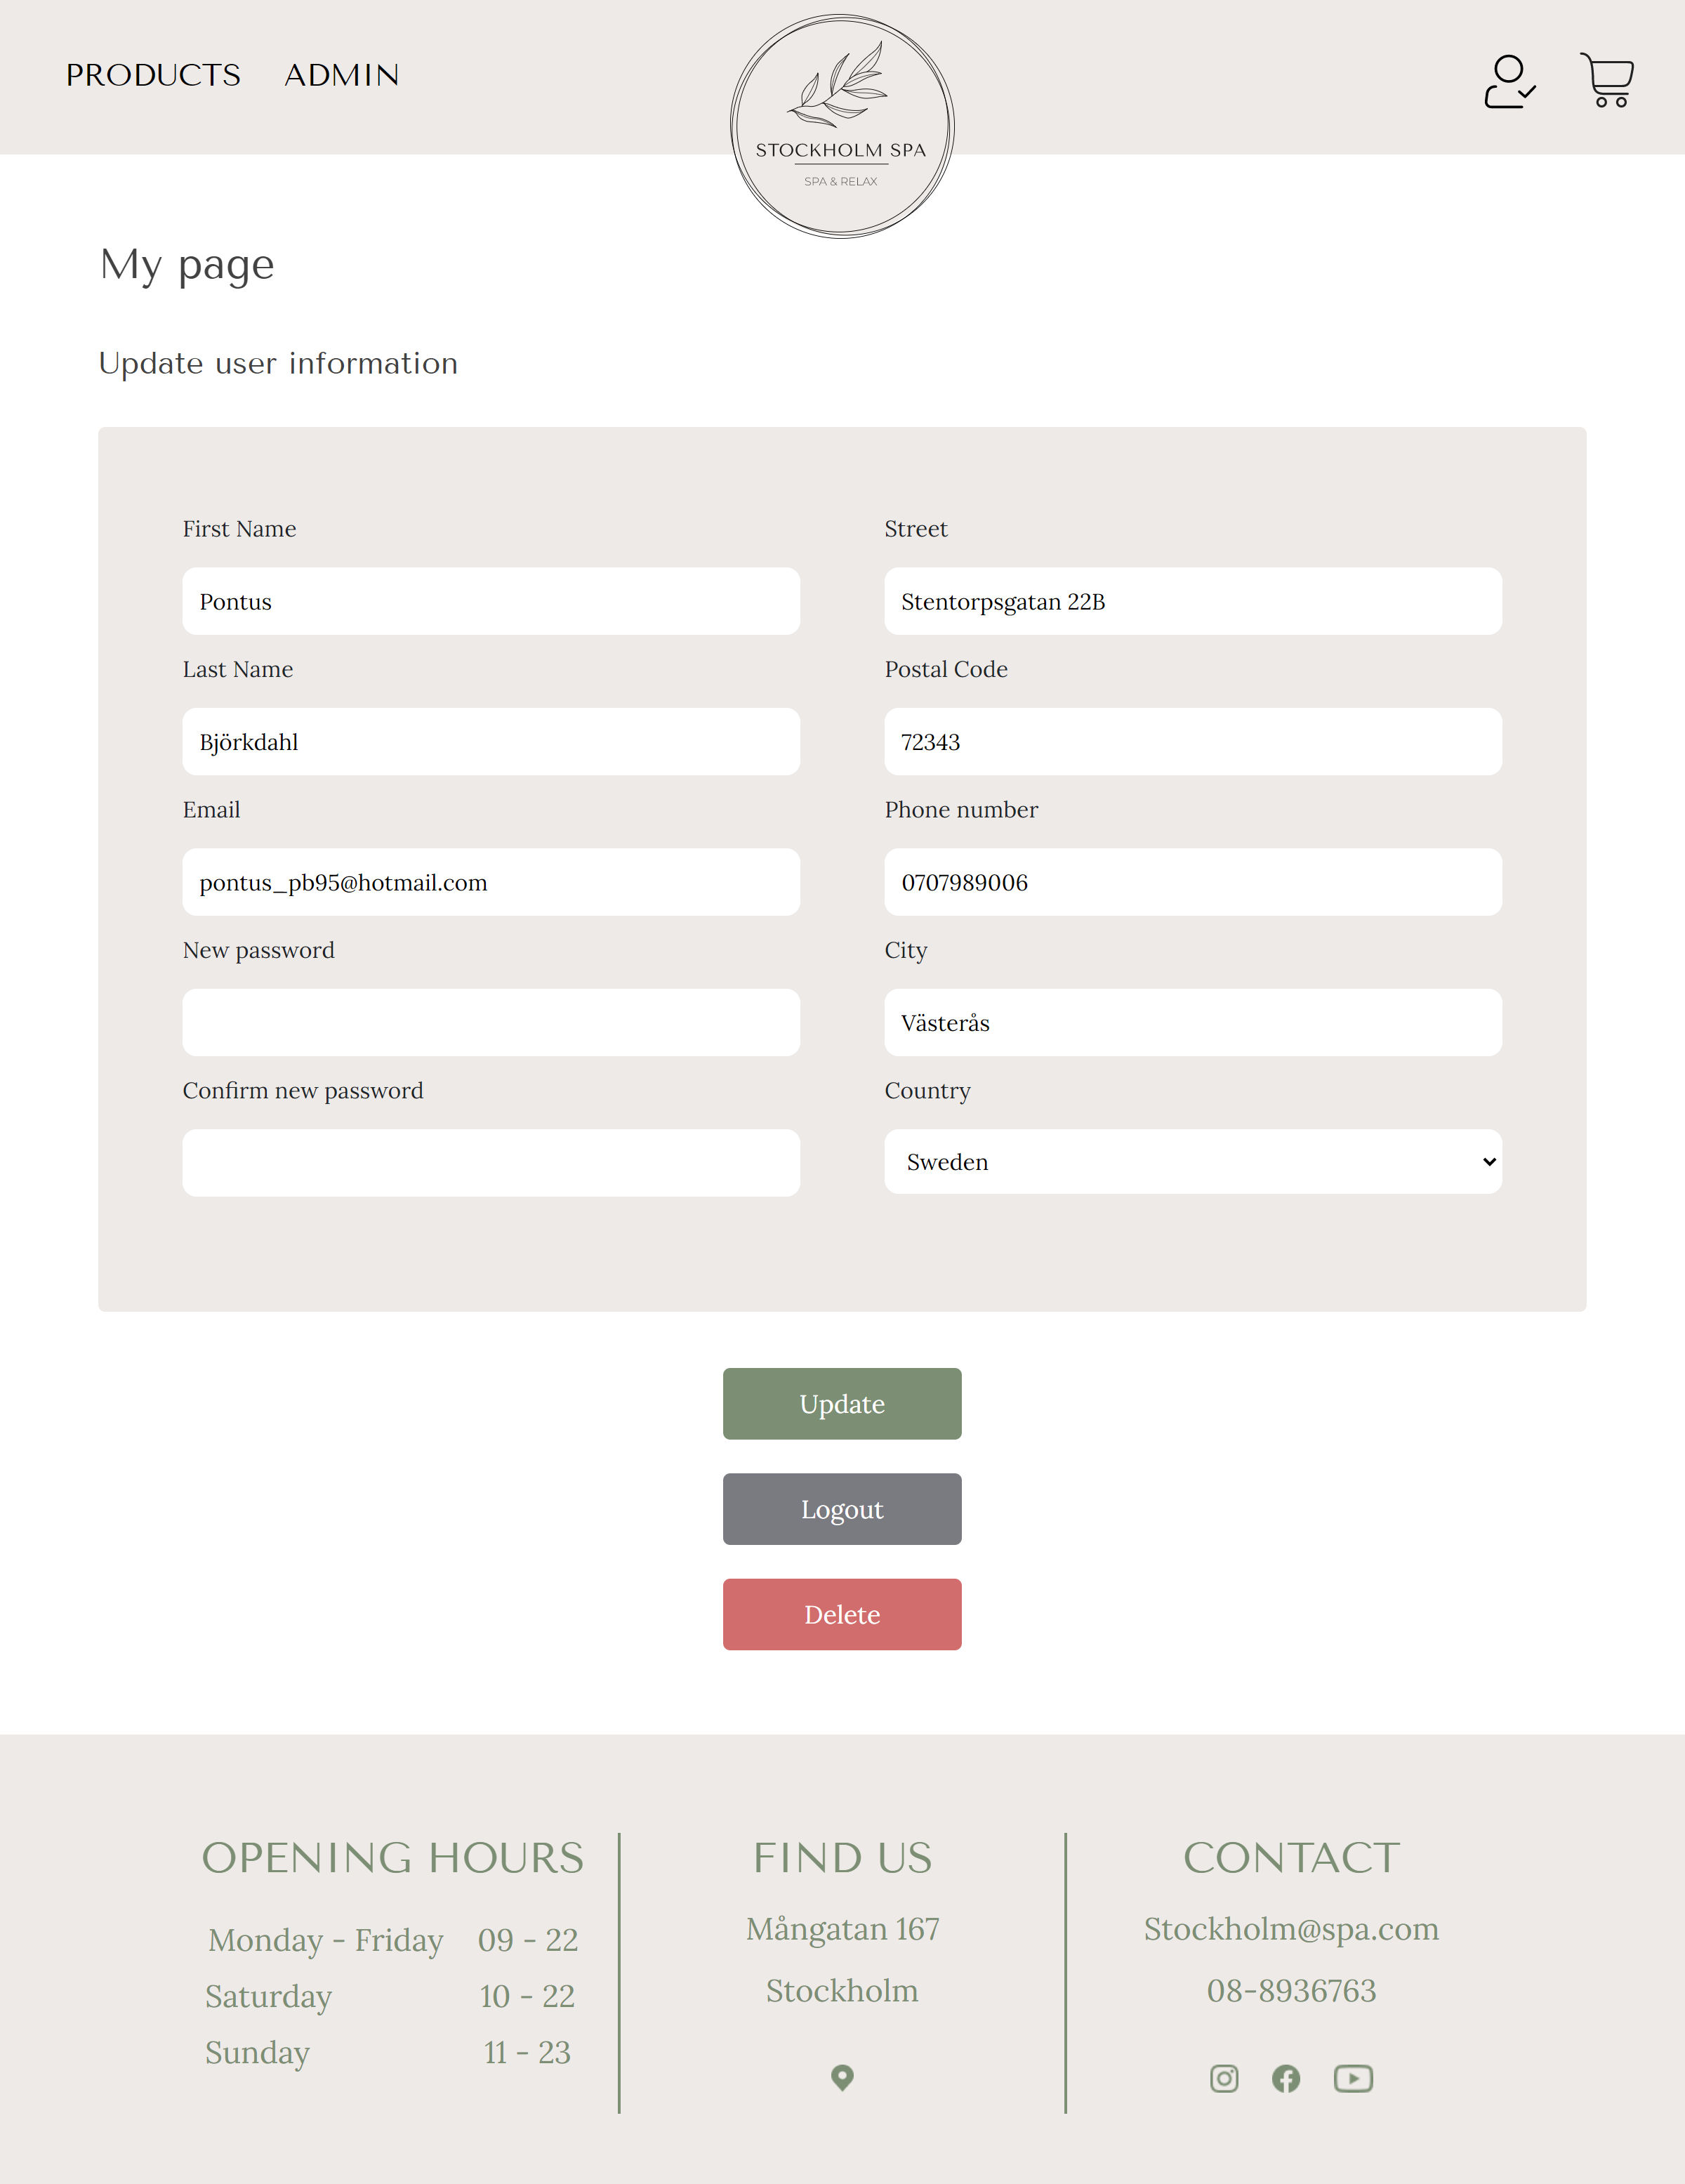 PRODUCTS ADMIN
STOCKHOLM SPA
SPA & RELAX
My page
Update user information
First Name
Pontus
Last Name
Björkdahl
Email
pontus_pb95@hotmail.com
New password
Confirm new password
Street
Stentorpsgatan 22B
Postal Code
72343
Phone number
0707989006
City
Västerås
Country
Sweden
Update
Logout
Delete
OPENING HOURS
Monday - Friday 09 - 22
Saturday 10 - 22
Sunday 11 - 23
FIND US
Mångatan 167
Stockholm
CONTACT
Stockholm@spa.com
08-8936763